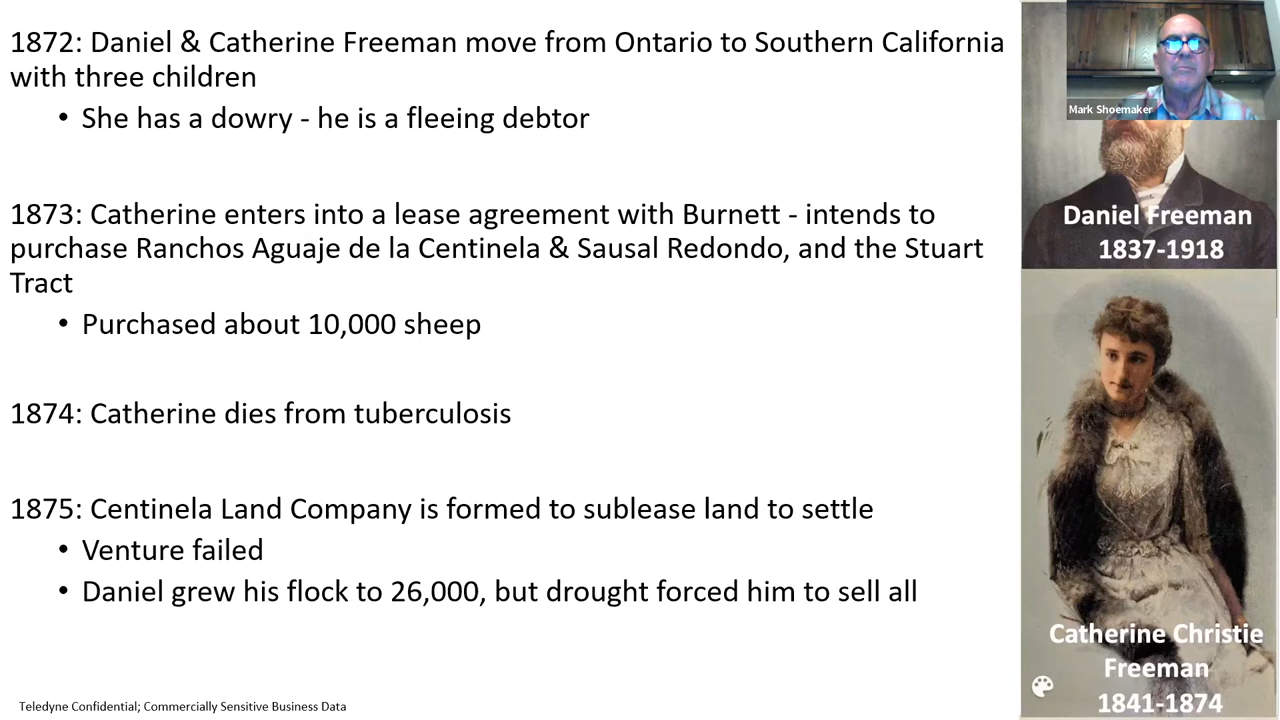 1872: Daniel & Catherine Freeman move from Ontario to Southern California
with three children
• She has a dowry - he is a fleeing debtor
1873: Catherine enters into a lease agreement with Burnett - intends to
purchase Ranchos Aguaje de la Centinela & Sausal Redondo, and the Stuart
Tract
• Purchased about 10,000 sheep
1874: Catherine dies from tuberculosis
1875: Centinela Land Company is formed to sublease land to settle
• Venture failed
• Daniel grew his flock to 26,000, but drought forced him to sell all
Teledyne Confidential; Commercially Sensitive Business Data
Mark Shoemaker
Daniel Freeman
1837-1918
Catherine Christie
Freeman
1841-1874